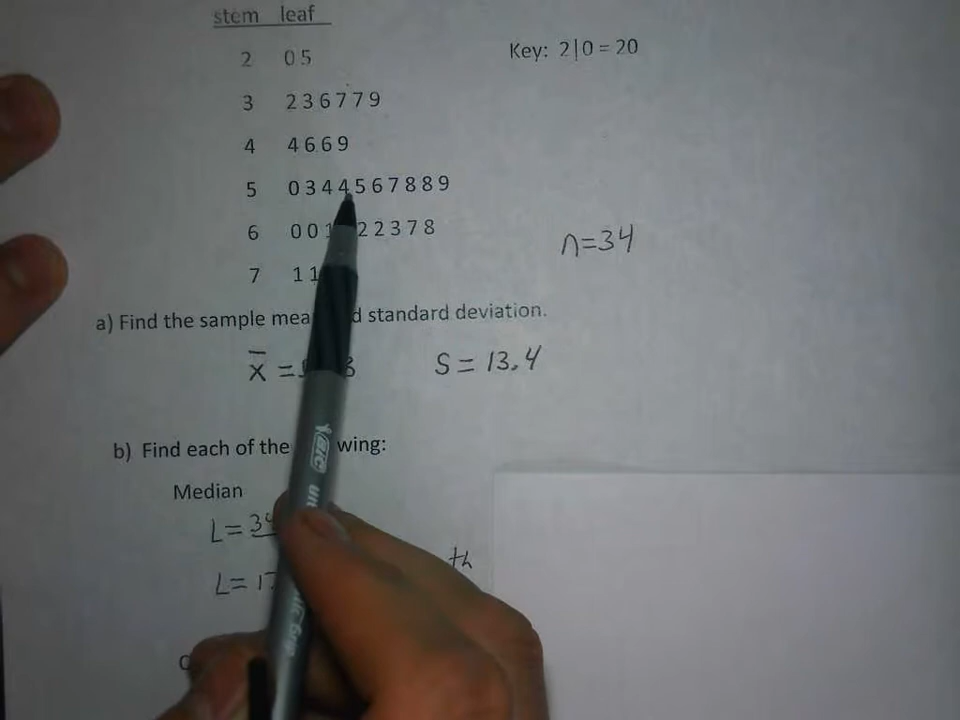 stem leaf
2 0 5
Key: 2|0 = 20
3 2 3 6 7 7 9
4 4 6 6 9
5 0 3 4 4 5 6 7 8 8 9
6 0 0 1 2 2 3 7 8
n=34
7 1 1
a) Find the sample standard deviation.
x̄ = S = 13.4
b) Find each of the
Median
L=
L= 17 th
BIC